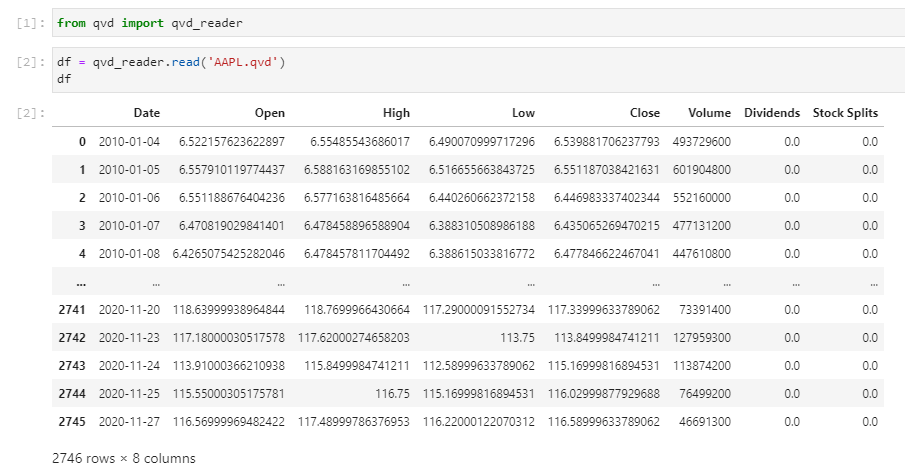 [1]: from qvd import qvd_reader
[2]: df = qvd_reader.read('AAPL.qvd')
df
[2]: Date Open High Low Close Volume Dividends Stock Splits
0 2010-01-04 6.522157623622897 6.55485543686017 6.490070999717296 6.539881706237793 493729600 0.0 0.0
1 2010-01-05 6.557910119774437 6.588163169855102 6.516655663843725 6.551187038421631 601904800 0.0 0.0
2 2010-01-06 6.551188676404236 6.577163816485664 6.440260662372158 6.446983337402344 552160000 0.0 0.0
3 2010-01-07 6.470819029841401 6.478458896588904 6.388310508986188 6.435065269470215 477131200 0.0 0.0
4 2010-01-08 6.4265075425282046 6.478457811704492 6.388615033816772 6.477846622467041 447610800 0.0 0.0
... ... ... ... ... ... ... ... ...
2741 2020-11-20 118.63999938964844 118.7699966430664 117.29000091552734 117.33999633789062 73391400 0.0 0.0
2742 2020-11-23 117.18000030517578 117.62000274658203 113.75 113.8499984741211 127959300 0.0 0.0
2743 2020-11-24 113.91000366210938 115.8499984741211 112.58999633789062 115.16999816894531 113874200 0.0 0.0
2744 2020-11-25 115.55000305175781 116.75 115.16999816894531 116.02999877929688 76499200 0.0 0.0
2745 2020-11-27 116.56999969482422 117.48999786376953 116.22000122070312 116.58999633789062 46691300 0.0 0.0
2746 rows × 8 columns